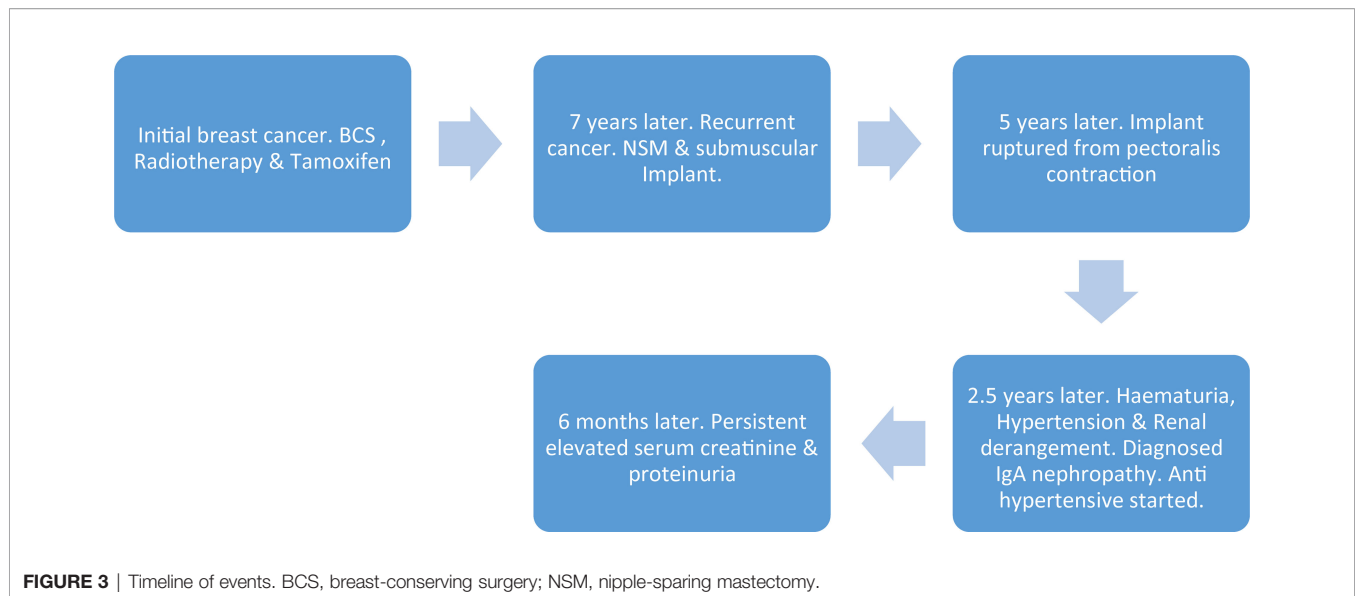 Initial breast cancer. BCS ,
Radiotherapy & Tamoxifen
7 years later. Recurrent
cancer. NSM & submuscular
Implant.
5 years later. Implant
ruptured from pectoralis
contraction
2.5 years later. Haematuria,
Hypertension & Renal
derangement. Diagnosed
IgA nephropathy. Anti
hypertensive started.
6 months later. Persistent
elevated serum creatinine &
proteinuria
FIGURE 3 | Timeline of events. BCS, breast-conserving surgery; NSM, nipple-sparing mastectomy.